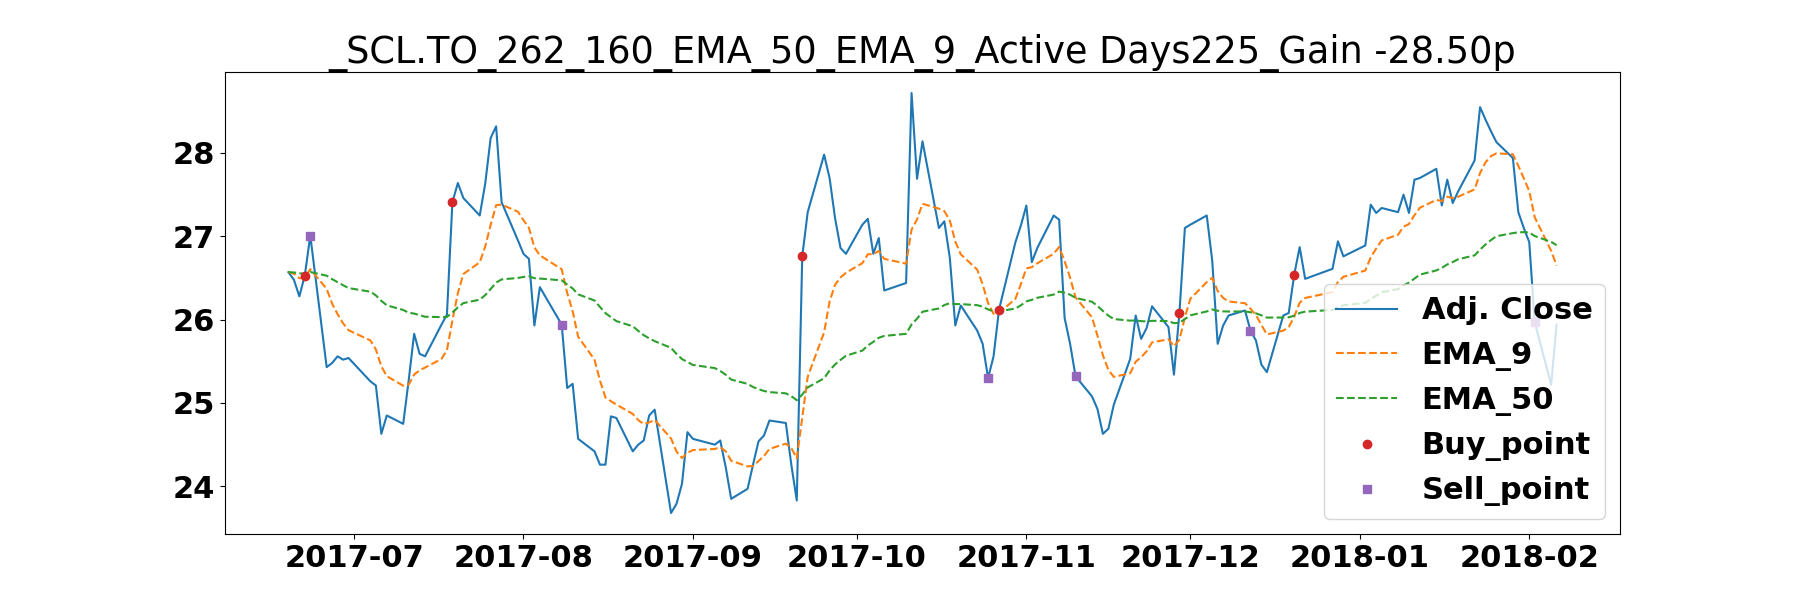 _SCL.TO_262_160_EMA_50_EMA_9_Active Days225_Gain -28.50p
28
27
26
25
24
Adj. Close
EMA_9
EMA_50
Buy_point
Sell_point
2017-07 2017-08 2017-09 2017-10 2017-11 2017-12 2018-01 2018-02